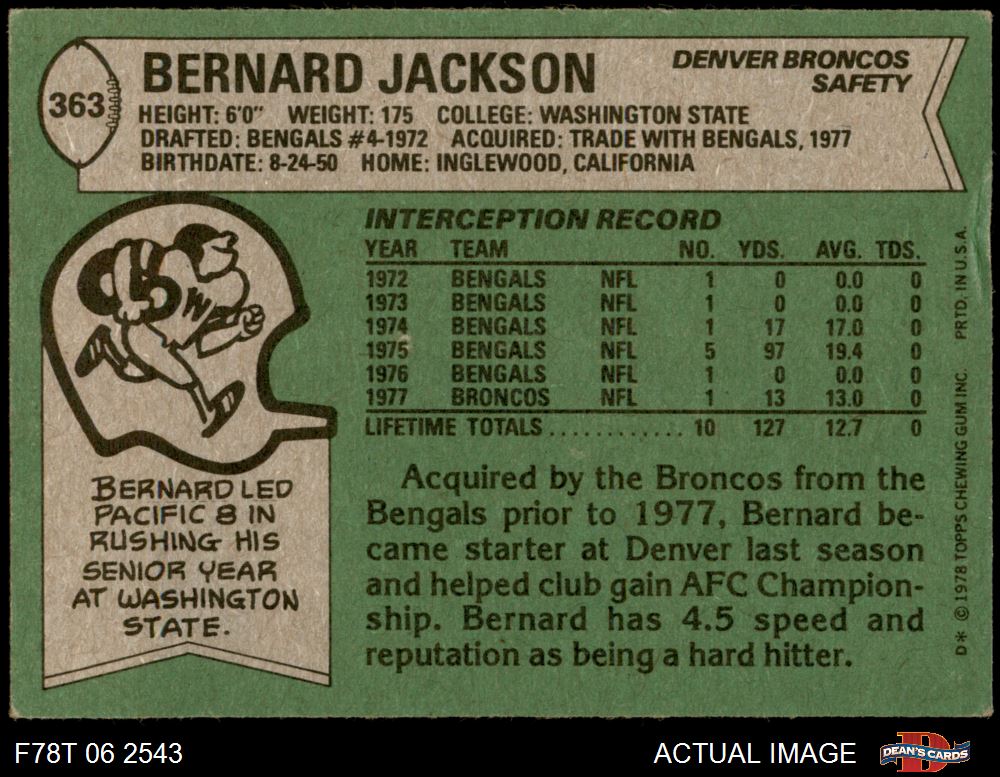 363
BERNARD JACKSON
DENVER BRONCOS
SAFETY
HEIGHT: 6'0" WEIGHT: 175 COLLEGE: WASHINGTON STATE
DRAFTED: BENGALS #4-1972 ACQUIRED: TRADE WITH BENGALS, 1977
BIRTHDATE: 8-24-50 HOME: INGLEWOOD, CALIFORNIA
INTERCEPTION RECORD
YEAR TEAM NO. YDS. AVG. TDS.
1972 BENGALS NFL 1 0 0.0 0
1973 BENGALS NFL 1 0 0.0 0
1974 BENGALS NFL 1 17 17.0 0
1975 BENGALS NFL 5 97 19.4 0
1976 BENGALS NFL 1 0 0.0 0
1977 BRONCOS NFL 1 13 13.0 0
LIFETIME TOTALS............ 10 127 12.7 0
W
BERNARD LED
PACIFIC 8 IN
RUSHING HIS
SENIOR YEAR
AT WASHINGTON
STATE.
Acquired by the Broncos from the
Bengals prior to 1977, Bernard be-
came starter at Denver last season
and helped club gain AFC Champion-
ship. Bernard has 4.5 speed and
reputation as being a hard hitter.
D* © 1978 TOPPS CHEWING GUM INC. PRTD. IN U.S.A.
F78T 06 2543
ACTUAL IMAGE
DEAN'S CARDS